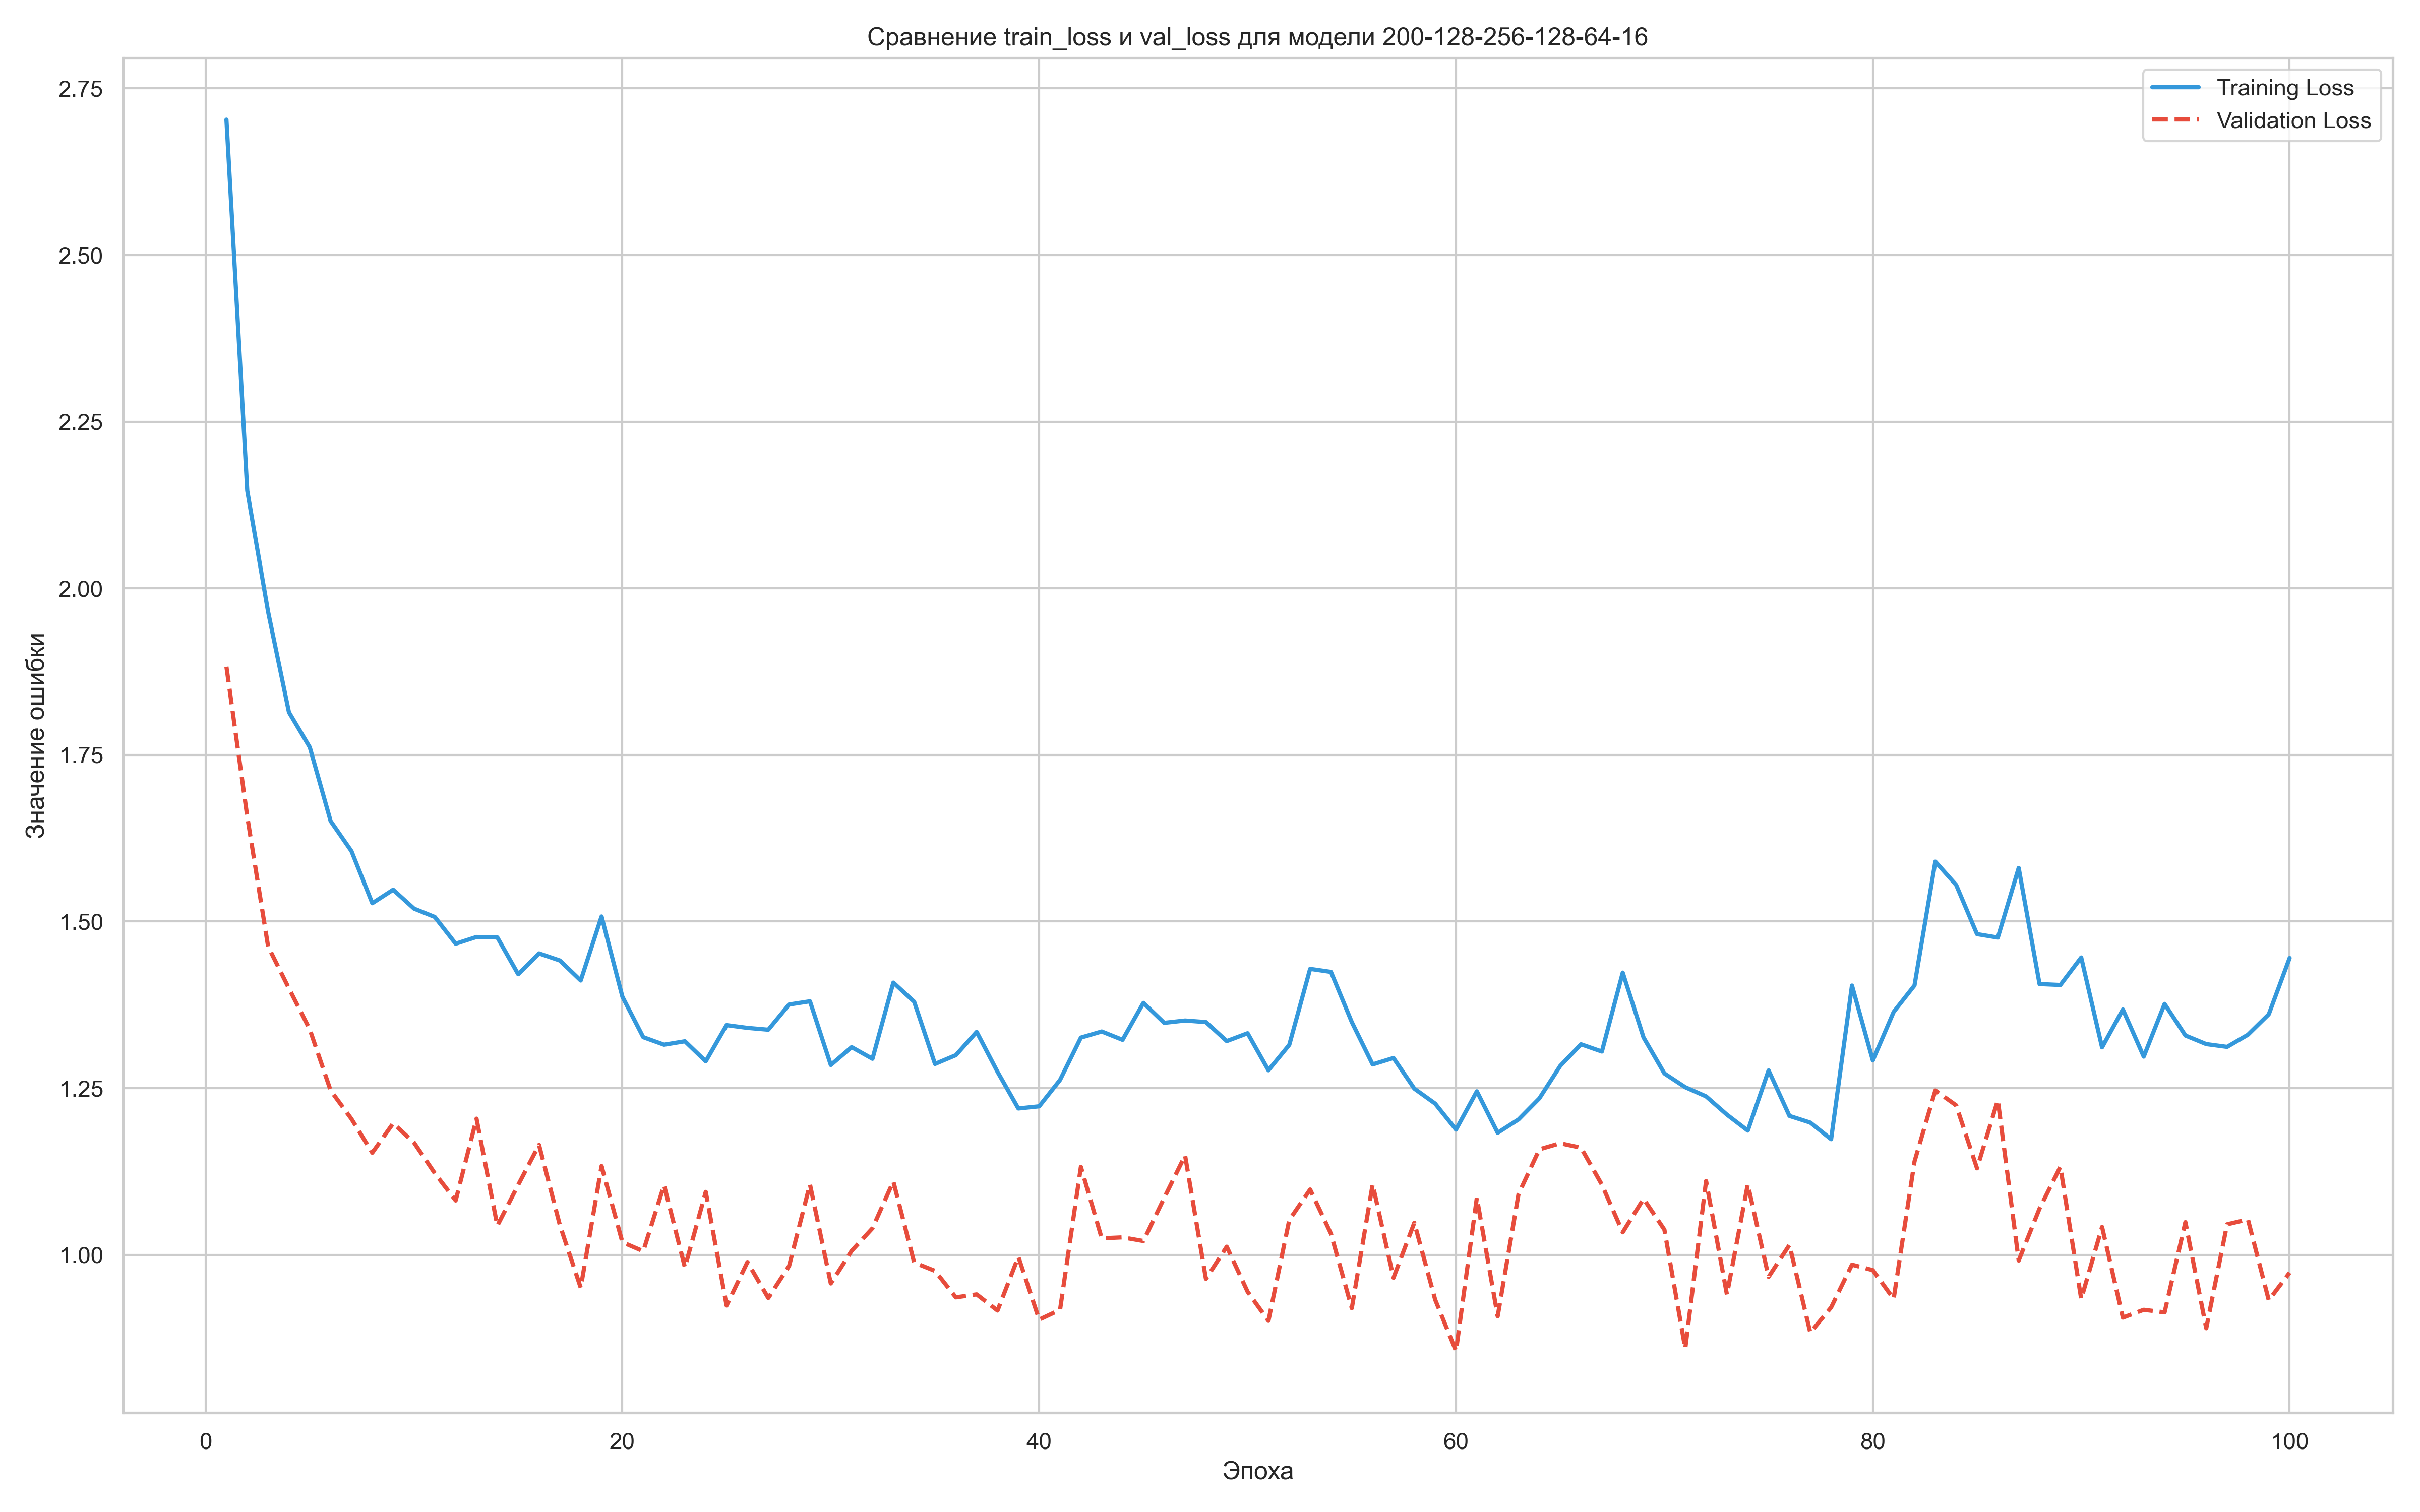 Сравнение train_loss и val_loss для модели 200-128-256-128-64-16
Training Loss
Validation Loss
Значение ошибки
2.75
2.50
2.25
2.00
1.75
1.50
1.25
1.00
0 20 40 60 80 100
Эпоха